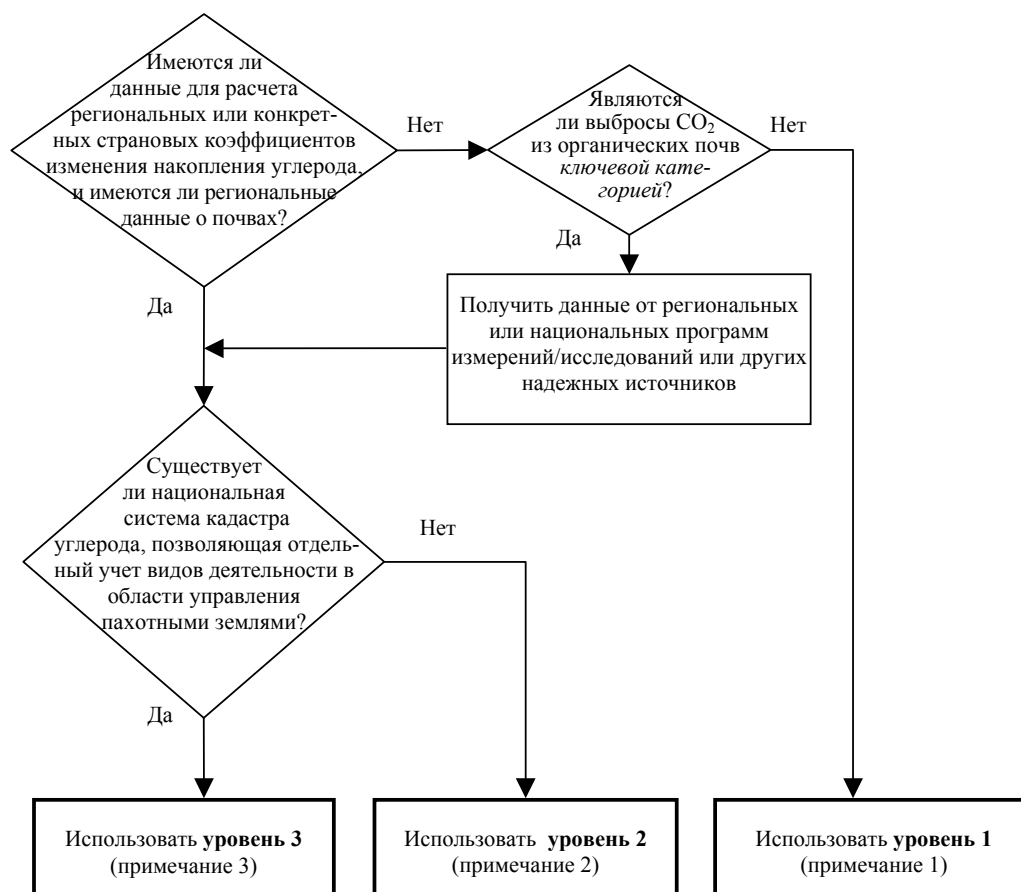 Имеются ли
данные для расчета
региональных или конкрет-
ных страновых коэффициентов
изменения накопления углерода,
и имеются ли региональные
данные о почвах?
Нет
Являются
ли выбросы CO₂
из органических почв
ключевой кате-
горией?
Нет
Да
Да
Получить данные от региональных
или национальных программ
измерений/исследований или других
надежных источников
Существует
ли национальная
система кадастра
углерода, позволяющая отдель-
ный учет видов деятельности в
области управления
пахотными землями?
Нет
Да
Использовать уровень 3
(примечание 3)
Использовать уровень 2
(примечание 2)
Использовать уровень 1
(примечание 1)